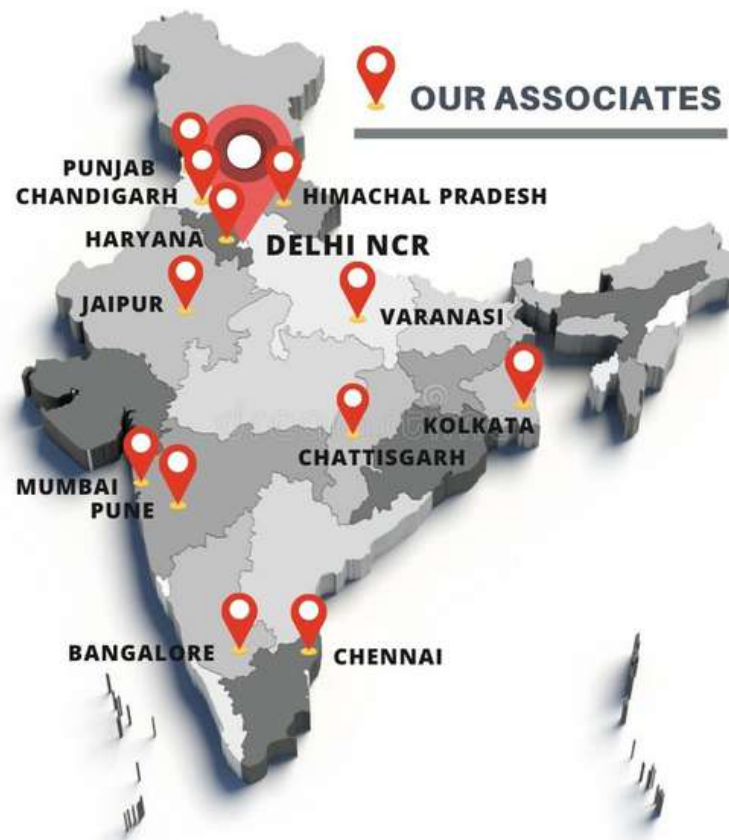 OUR ASSOCIATES
PUNJAB
CHANDIGARH
HIMACHAL PRADESH
HARYANA
DELHI NCR
JAIPUR
VARANASI
KOLKATA
CHATTISGARH
MUMBAI
PUNE
BANGALORE
CHENNAI